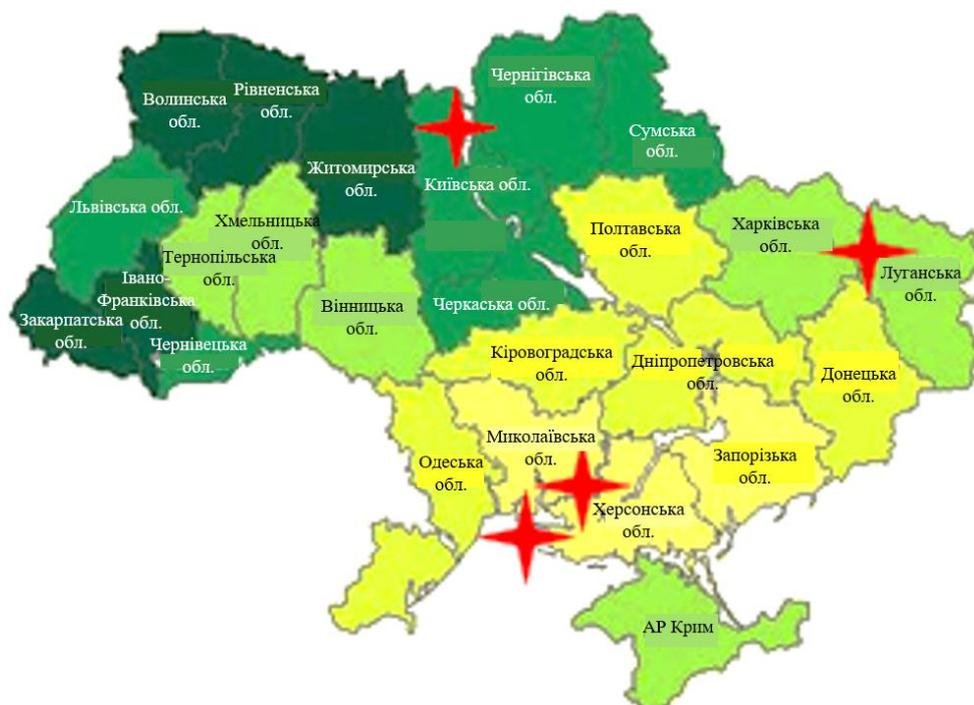 Волинська
обл.
Рівненська
обл.
Житомирська
обл.
Київська обл.
Чернігівська
обл.
Сумська
обл.
Львівська обл.
Тернопільська
обл.
Хмельницька
обл.
Вінницька
обл.
Черкаська обл.
Полтавська
обл.
Харківська
обл.
Луганська
обл.
Закарпатська
обл.
Івано-
Франківська
обл.
Чернівецька
обл.
Кіровоградська
обл.
Дніпропетровська
обл.
Донецька
обл.
Одеська
обл.
Миколаївська
обл.
Запорізька
обл.
Херсонська
обл.
АР Крим